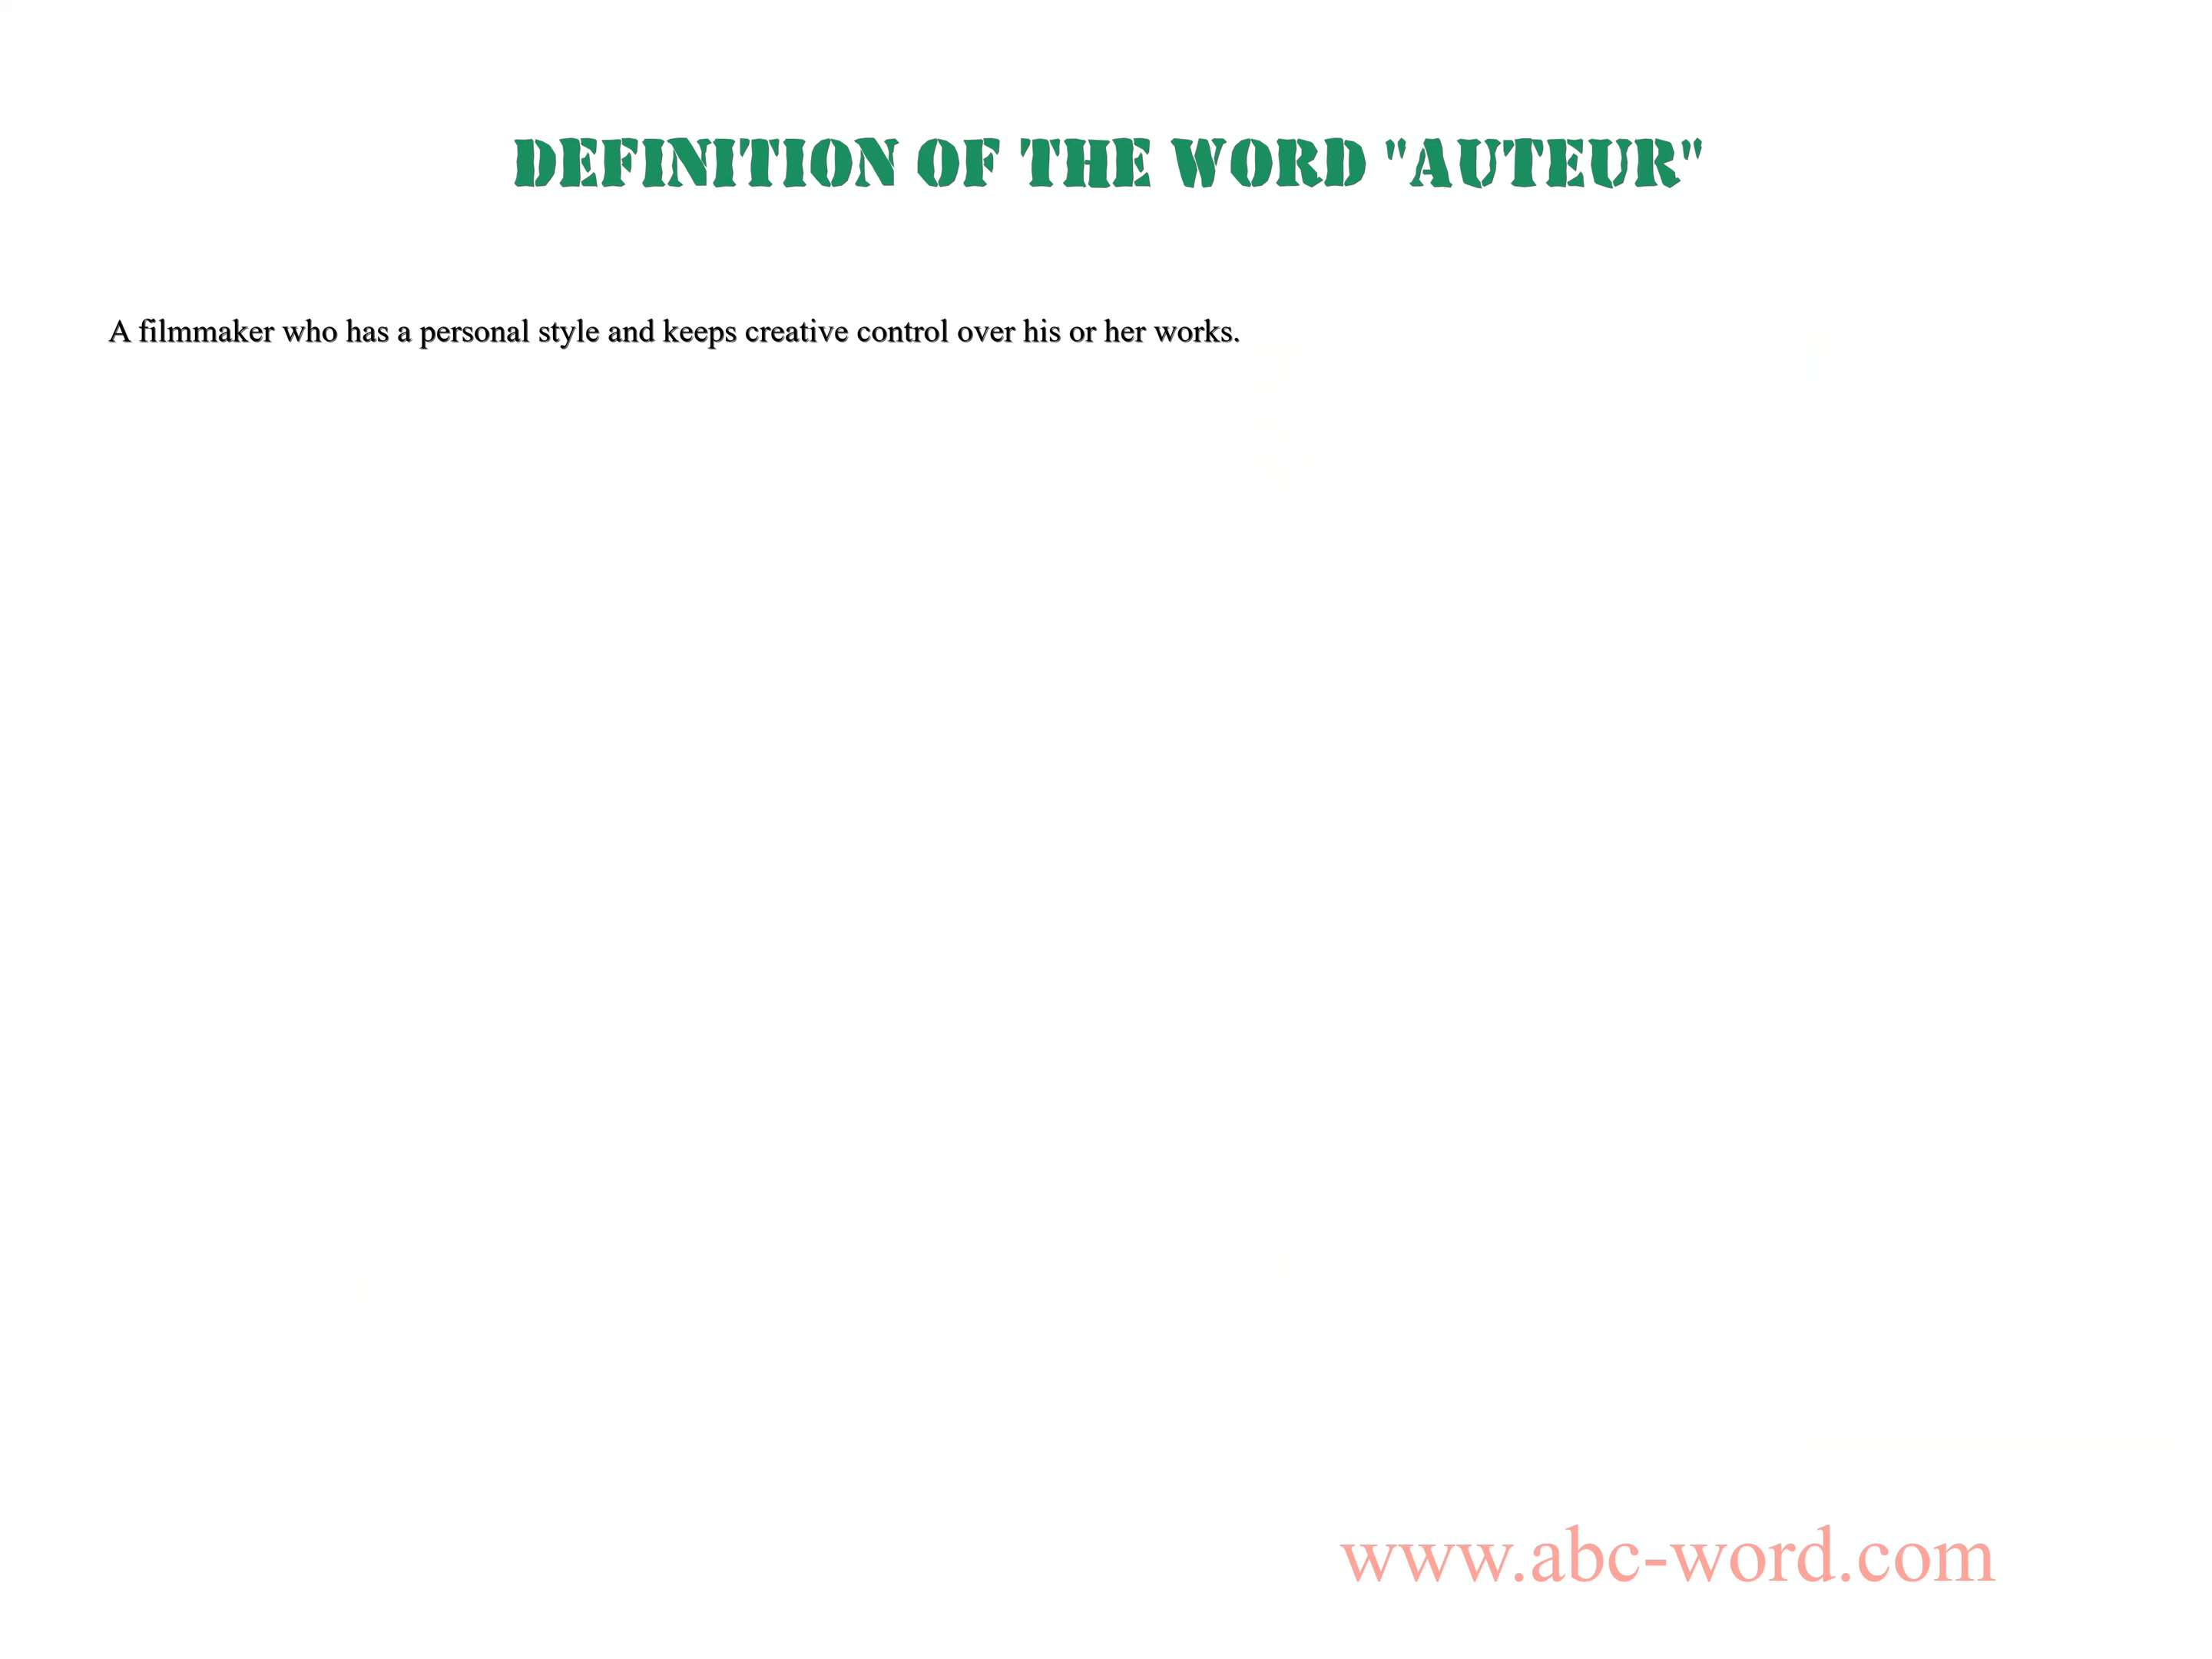 DEFINITION OF THE WORD "AUTEUR"
A filmmaker who has a personal style and keeps creative control over his or her works.
www.abc-word.com